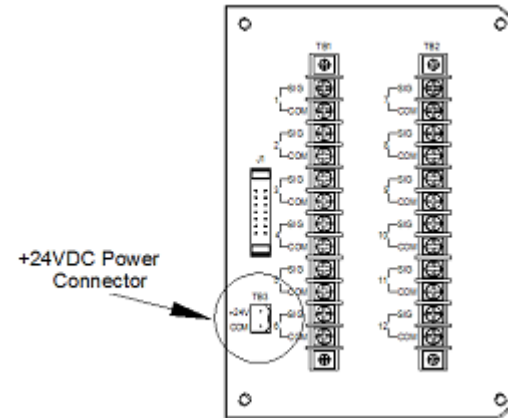 TB1 TB2
1 SIG COM
2 SIG COM
3 SIG COM
4 SIG COM
5 SIG COM
6 SIG COM
7 SIG COM
8 SIG COM
9 SIG COM
10 SIG COM
11 SIG COM
12 SIG COM
J1
+24VDC Power
Connector
TB3
+24V
COM